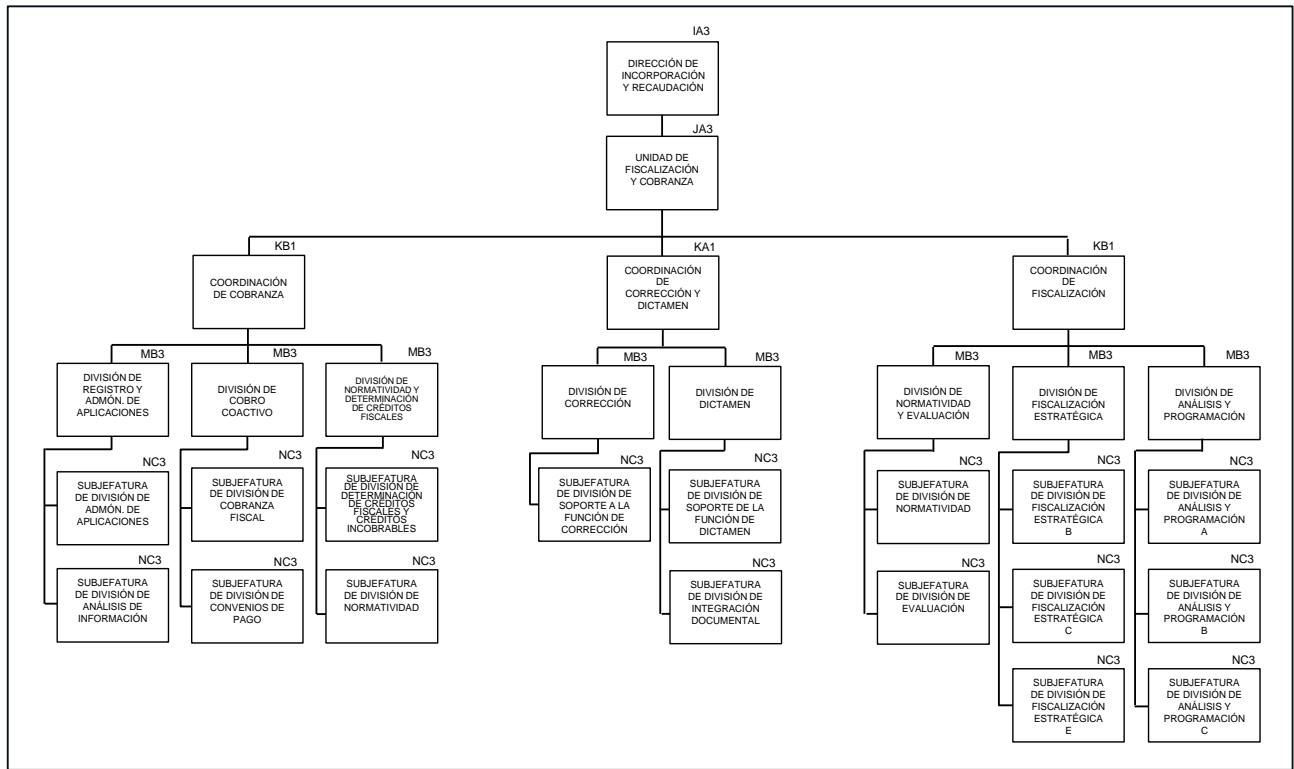 IA3
DIRECCIÓN DE
INCORPORACIÓN
Y RECAUDACIÓN
JA3
UNIDAD DE
FISCALIZACIÓN
Y COBRANZA
KB1
COORDINACIÓN
DE COBRANZA
KA1
COORDINACIÓN
DE
CORRECCIÓN Y
DICTAMEN
KB1
COORDINACIÓN
DE
FISCALIZACIÓN
MB3
DIVISIÓN DE
REGISTRO Y
ADMÓN. DE
APLICACIONES
MB3
DIVISIÓN DE
COBRO
COACTIVO
MB3
DIVISIÓN DE
NORMATIVIDAD Y
DETERMINACIÓN
DE CRÉDITOS
FISCALES
MB3
DIVISIÓN DE
CORRECCIÓN
MB3
DIVISIÓN DE
DICTAMEN
MB3
DIVISIÓN DE
NORMATIVIDAD
Y EVALUACIÓN
MB3
DIVISIÓN DE
FISCALIZACIÓN
ESTRATÉGICA
MB3
DIVISIÓN DE
ANÁLISIS Y
PROGRAMACIÓN
NC3
SUBJEFATURA
DE DIVISIÓN DE
ADMÓN. DE
APLICACIONES
NC3
SUBJEFATURA
DE DIVISIÓN DE
COBRANZA
FISCAL
NC3
SUBJEFATURA
DE DIVISIÓN DE
DETERMINACIÓN
DE CRÉDITOS
FISCALES Y
CRÉDITOS
INCOBRABLES
NC3
SUBJEFATURA
DE DIVISIÓN DE
SOPORTE A LA
FUNCIÓN DE
CORRECCIÓN
NC3
SUBJEFATURA
DE DIVISIÓN DE
SOPORTE DE LA
FUNCIÓN DE
DICTAMEN
NC3
SUBJEFATURA
DE DIVISIÓN DE
NORMATIVIDAD
NC3
SUBJEFATURA
DE DIVISIÓN DE
FISCALIZACIÓN
ESTRATÉGICA
B
NC3
SUBJEFATURA
DE DIVISIÓN DE
ANÁLISIS Y
PROGRAMACIÓN
A
NC3
SUBJEFATURA
DE DIVISIÓN DE
ANÁLISIS DE
INFORMACIÓN
NC3
SUBJEFATURA
DE DIVISIÓN DE
CONVENIOS DE
PAGO
NC3
SUBJEFATURA
DE DIVISIÓN DE
NORMATIVIDAD
NC3
SUBJEFATURA
DE DIVISIÓN DE
INTEGRACIÓN
DOCUMENTAL
NC3
SUBJEFATURA
DE DIVISIÓN DE
EVALUACIÓN
NC3
SUBJEFATURA
DE DIVISIÓN DE
FISCALIZACIÓN
ESTRATÉGICA
C
NC3
SUBJEFATURA
DE DIVISIÓN DE
ANÁLISIS Y
PROGRAMACIÓN
B
NC3
SUBJEFATURA
DE DIVISIÓN DE
FISCALIZACIÓN
ESTRATÉGICA
E
NC3
SUBJEFATURA
DE DIVISIÓN DE
ANÁLISIS Y
PROGRAMACIÓN
C